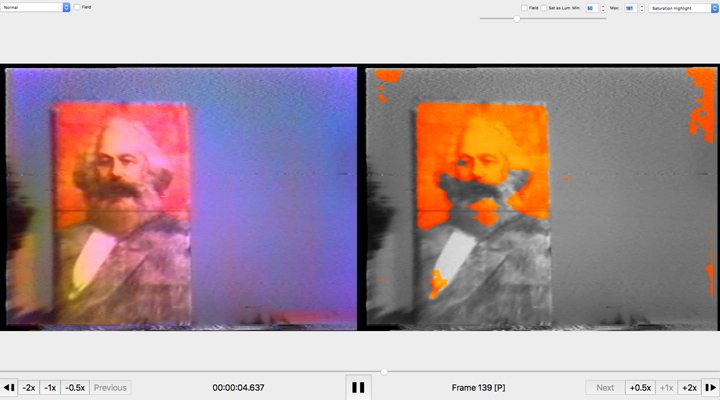 Normal Field Field Sat as Lum Min: 50 Max: 181 Saturation Highlight
-2x -1x -0.5x Previous 00:00:04.637 Frame 139 [P] Next +0.5x +1x +2x